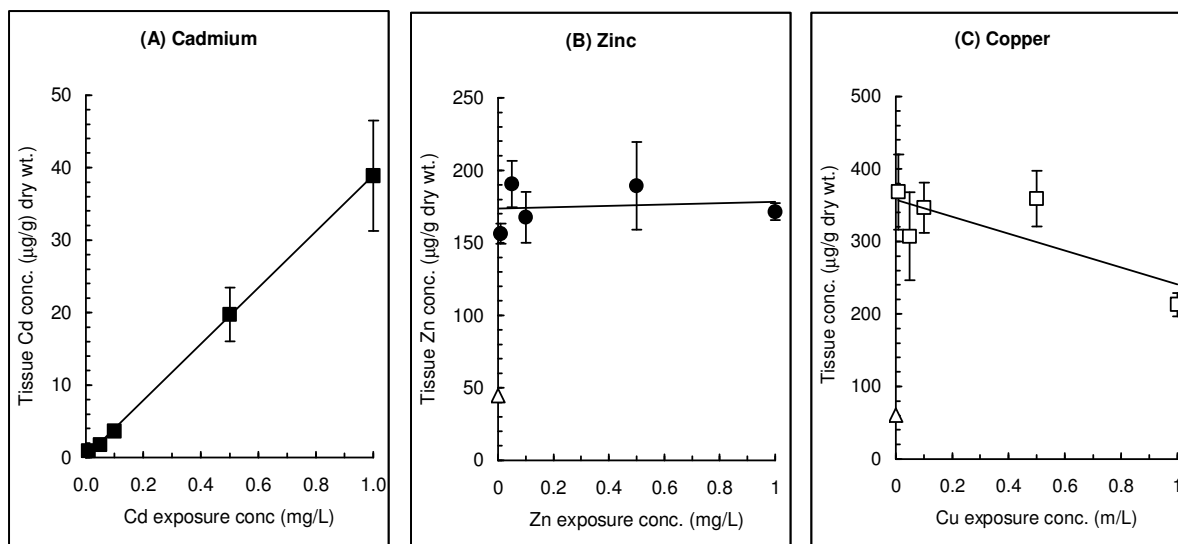 (A) Cadmium
50
40
30
20
10
0
0.0 0.2 0.4 0.6 0.8 1.0
Tissue Cd conc. (µg/g) dry wt.)
Cd exposure conc (mg/L)
(B) Zinc
250
200
150
100
50
0
0 0.2 0.4 0.6 0.8 1
Tissue Zn conc. (µg/g dry wt.)
Zn exposure conc. (mg/L)
(C) Copper
500
400
300
200
100
0
0 0.2 0.4 0.6 0.8 1
Tissue conc. (µg/g dry wt.)
Cu exposure conc. (m/L)